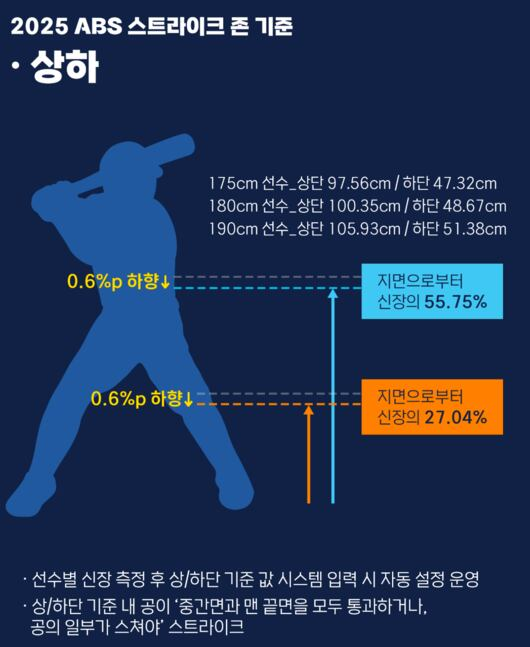 2025 ABS 스트라이크 존 기준
· 상하
175cm 선수_상단 97.56cm / 하단 47.32cm
180cm 선수_상단 100.35cm / 하단 48.67cm
190cm 선수_상단 105.93cm / 하단 51.38cm
0.6%p 하향↓
지면으로부터
신장의 55.75%
0.6%p 하향↓
지면으로부터
신장의 27.04%
· 선수별 신장 측정 후 상/하단 기준 값 시스템 입력 시 자동 설정 운영
· 상/하단 기준 내 공이 ‘중간면과 맨 끝면을 모두 통과하거나,
공의 일부가 스쳐야’ 스트라이크